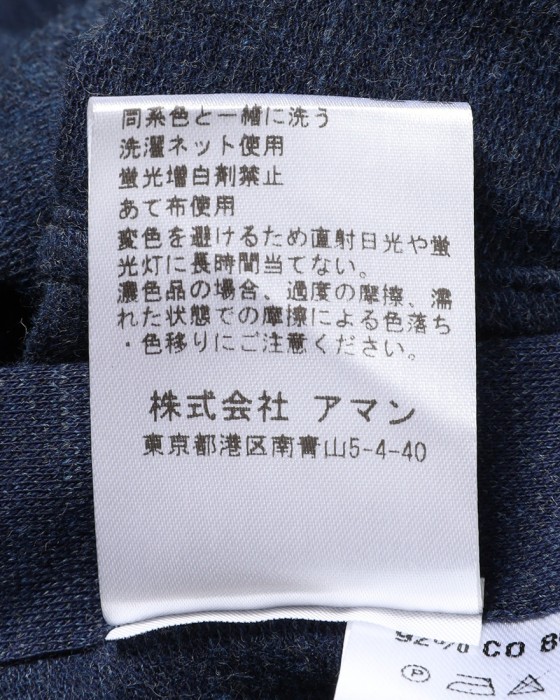 同系色と一緒に洗う
洗濯ネット使用
蛍光増白剤禁止
あて布使用
変色を避けるため直射日光や蛍
光灯に長時間当てない。
濃色品の場合、過度の摩擦、濡
れた状態での摩擦による色落ち
・色移りにご注意ください。
株式会社 アマン
東京都港区南青山5-4-40
92% CO 8
P